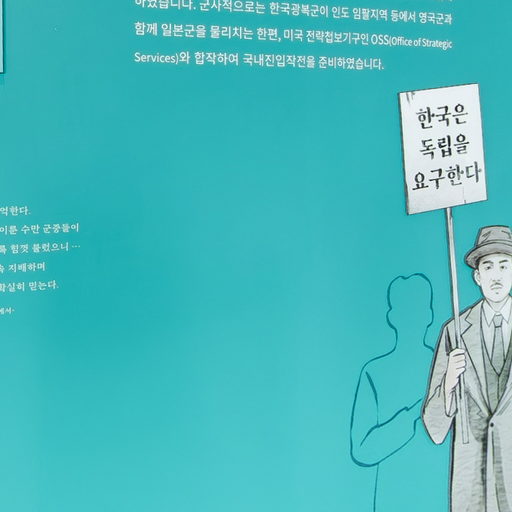 하였습니다. 군사적으로는 한국광복군이 인도 임팔지역 등에서 영국군과
함께 일본군을 물리치는 한편, 미국 전략첩보기구인 OSS(Office of Strategic
Services)와 합작하여 국내진입작전을 준비하였습니다.
한국은
독립을
요구한다
억한다.
이룬 수만 군중들이
록 힘껏 불렀으니 …
속 지배하며
확실히 믿는다.
에서-